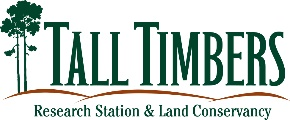 TALL TIMBERS
Research Station & Land Conservancy